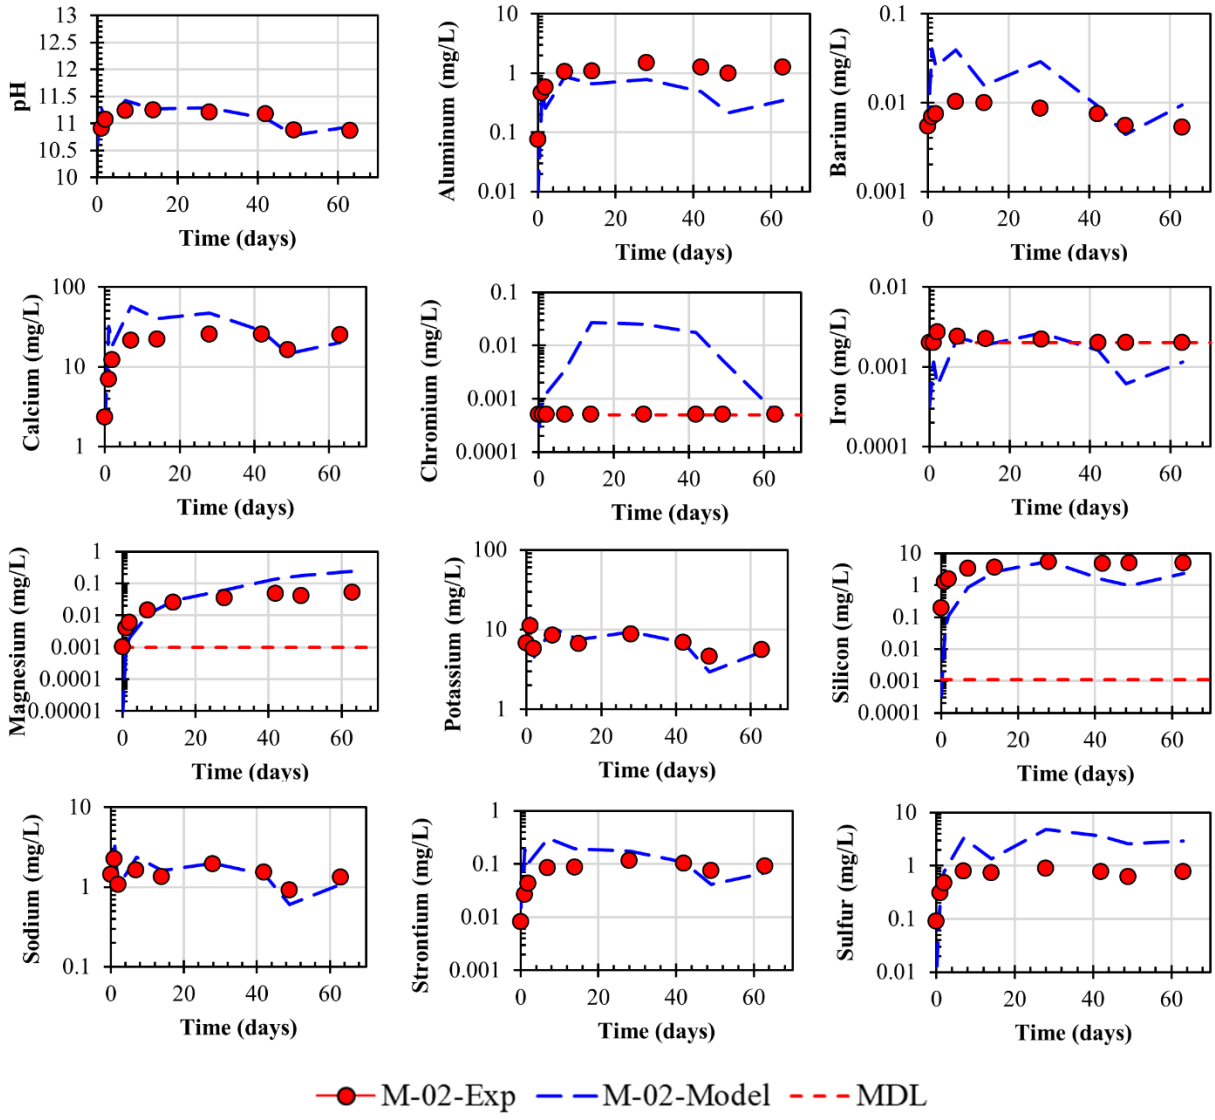 13
12.5
12
11.5
11
10.5
10
pH
0 20 40 60
Time (days)
10
1
0.1
0.01
Aluminum (mg/L)
0 20 40 60
Time (days)
0.1
0.01
0.001
Barium (mg/L)
0 20 40 60
Time (days)
100
10
1
Calcium (mg/L)
0 20 40 60
Time (days)
0.1
0.01
0.001
0.0001
Chromium (mg/L)
0 20 40 60
Time (days)
0.01
0.001
0.0001
Iron (mg/L)
0 20 40 60
Time (days)
1
0.1
0.01
0.001
0.0001
0.00001
Magnesium (mg/L)
0 20 40 60
Time (days)
100
10
1
Potassium (mg/L)
0 20 40 60
Time (days)
10
1
0.1
0.01
0.001
0.0001
Silicon (mg/L)
0 20 40 60
Time (days)
10
1
0.1
Sodium (mg/L)
0 20 40 60
Time (days)
1
0.1
0.01
0.001
Strontium (mg/L)
0 20 40 60
Time (days)
10
1
0.1
0.01
Sulfur (mg/L)
0 20 40 60
Time (days)
M-02-Exp M-02-Model MDL